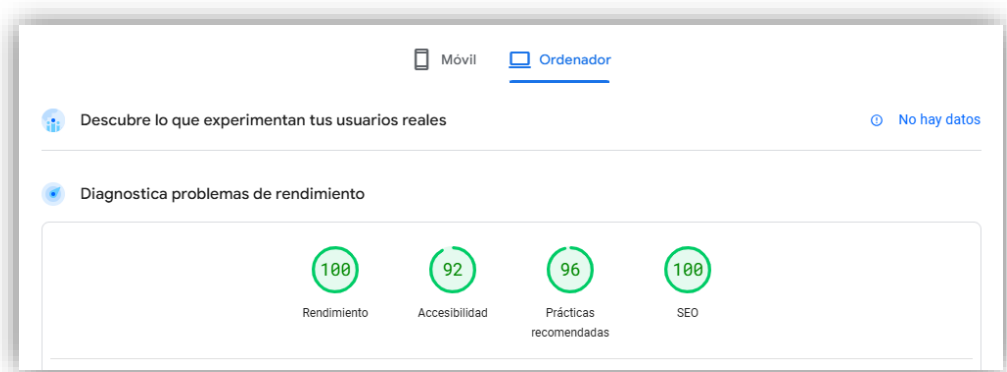 Móvil Ordenador
Descubre lo que experimentan tus usuarios reales No hay datos
Diagnostica problemas de rendimiento
100 92 96 100
Rendimiento Accesibilidad Prácticas recomendadas SEO